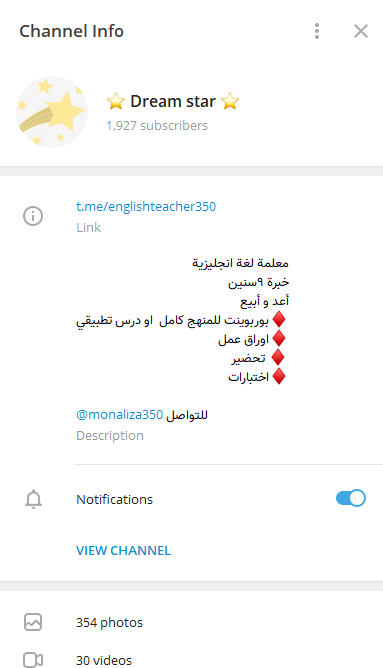 Channel Info
⭐ Dream star ⭐
1,927 subscribers
t.me/englishteacher350
Link
معلمة لغة انجليزية
خبرة ٩سنين
أعد و أبيع
♦️بوربوينت للمنهج كامل او درس تطبيقي
♦️اوراق عمل
♦️ تحضير
♦️اختبارات
للتواصل @monaliza350
Description
Notifications
VIEW CHANNEL
354 photos
30 videos